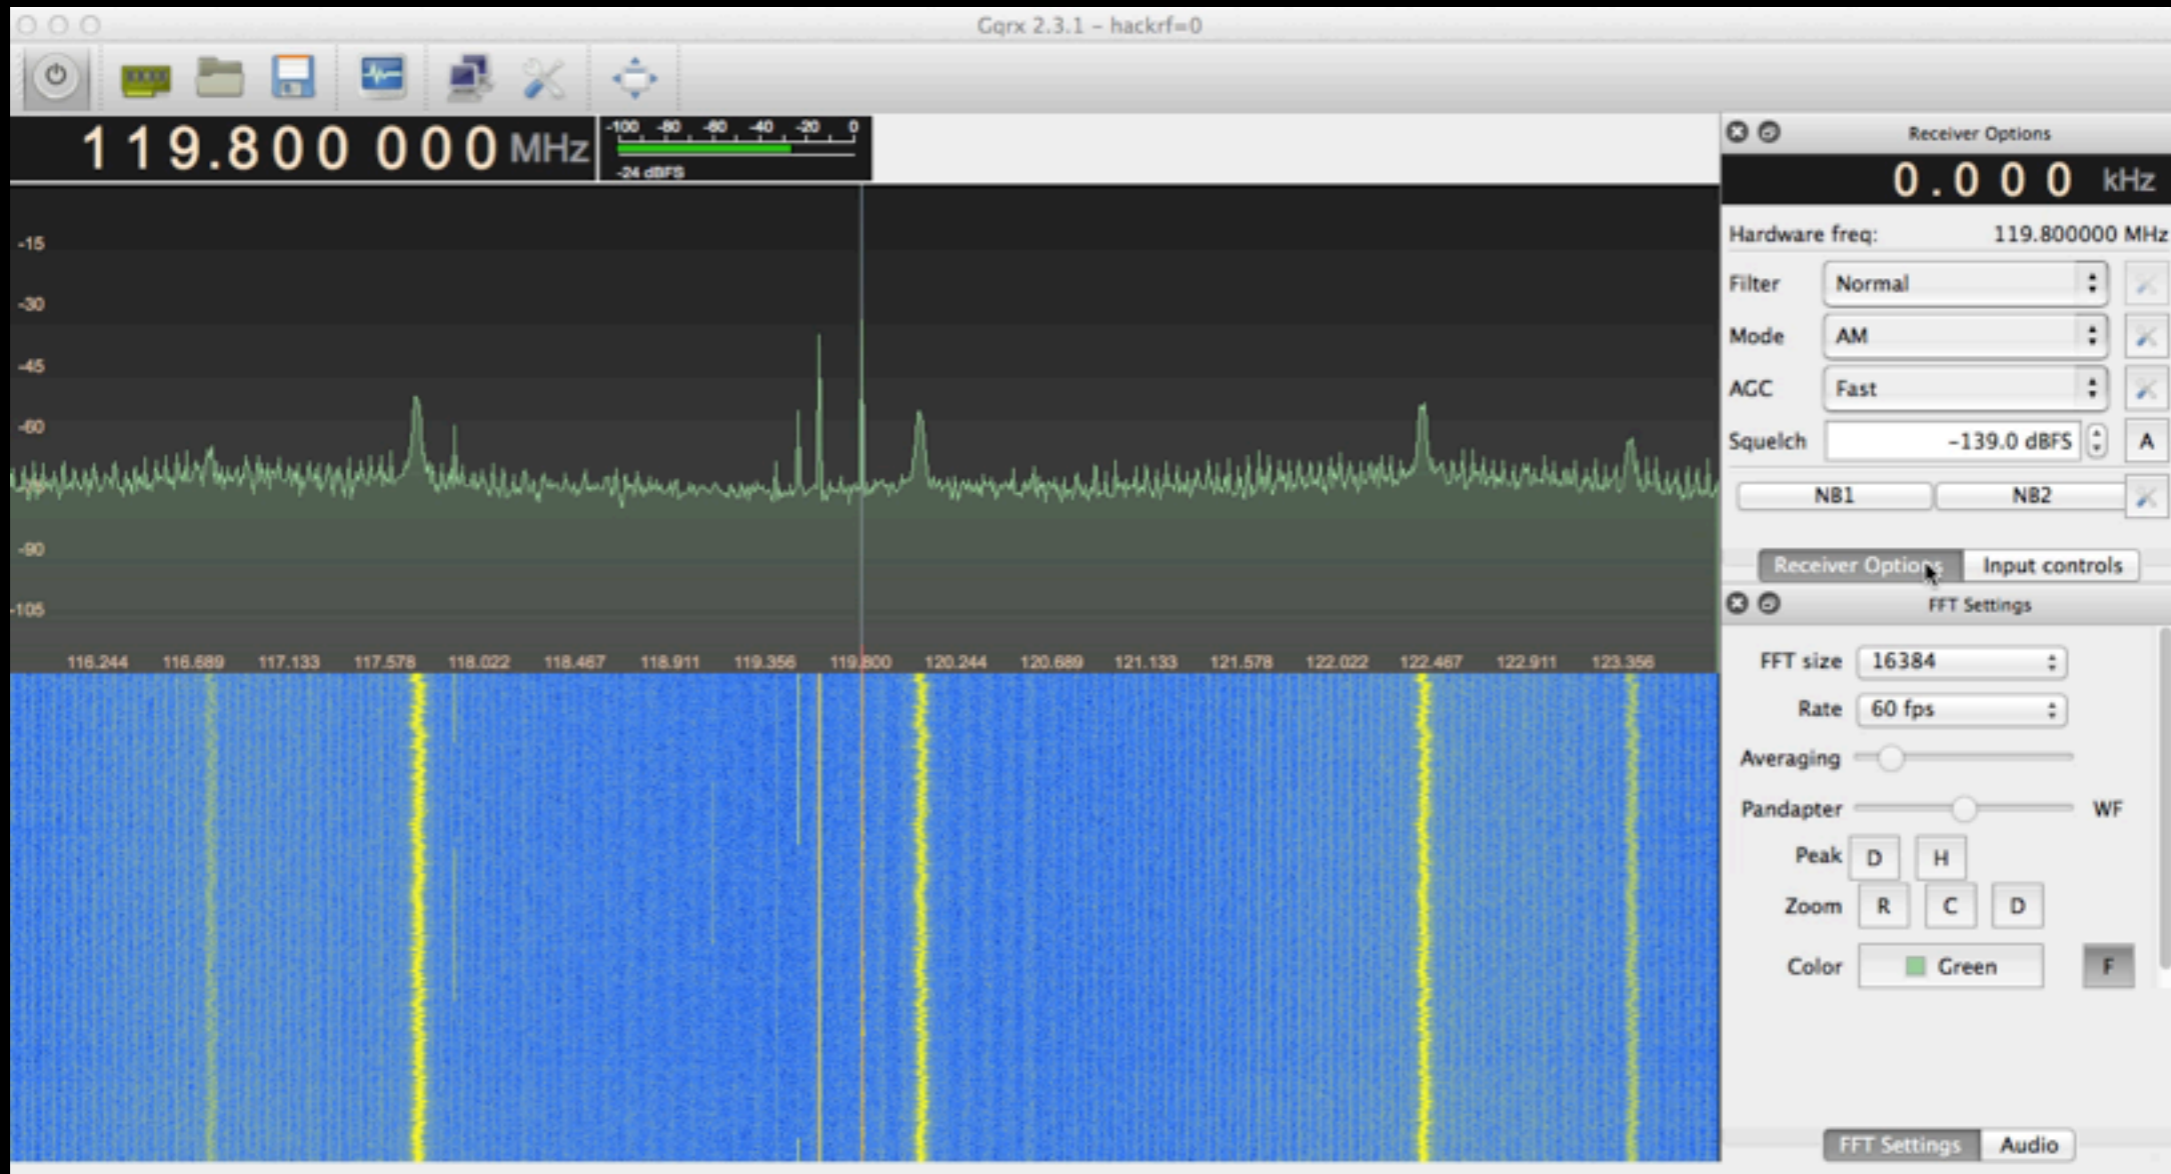 Gqrx 2.3.1 - hackrf=0
119.800 000 MHz
-100 -80 -60 -40 -20 0
-24 dBFS
Receiver Options
0.000 kHz
Hardware freq: 119.800000 MHz
Filter Normal
Mode AM
AGC Fast
Squelch -139.0 dBFS A
NB1 NB2
Receiver Options Input controls
-15
-30
-45
-60
-90
-105
116.244 116.689 117.133 117.578 118.022 118.467 118.911 119.356 119.800 120.244 120.689 121.133 121.578 122.022 122.467 122.911 123.356
FFT Settings
FFT size 16384
Rate 60 fps
Averaging
Pandapter WF
Peak D H
Zoom R C D
Color Green F
FFT Settings Audio